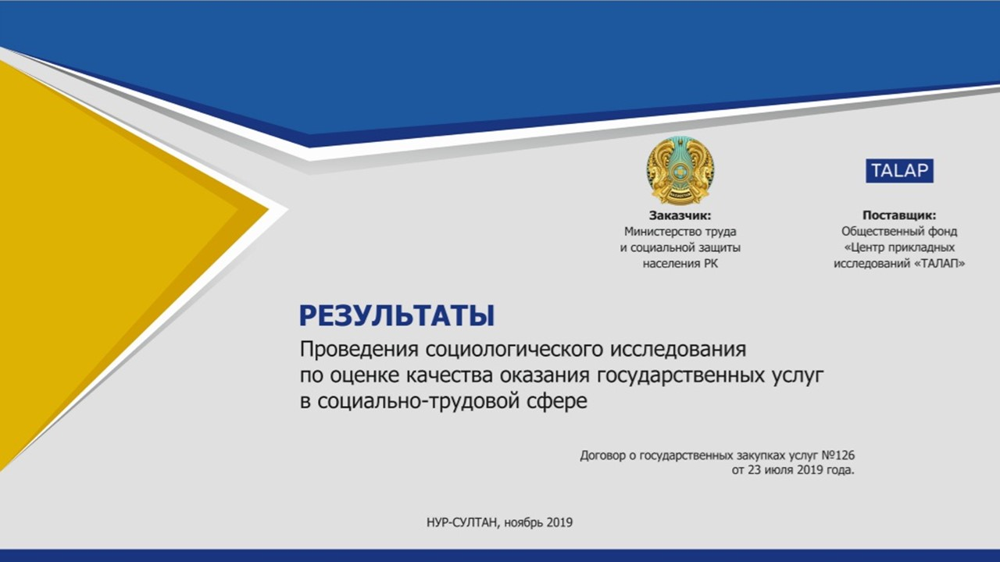 TALAP
Заказчик:
Министерство труда
и социальной защиты
населения РК
Поставщик:
Общественный фонд
«Центр прикладных
исследований «ТАЛАП»
РЕЗУЛЬТАТЫ
Проведения социологического исследования
по оценке качества оказания государственных услуг
в социально-трудовой сфере
Договор о государственных закупках услуг №126
от 23 июля 2019 года.
НУР-СУЛТАН, ноябрь 2019